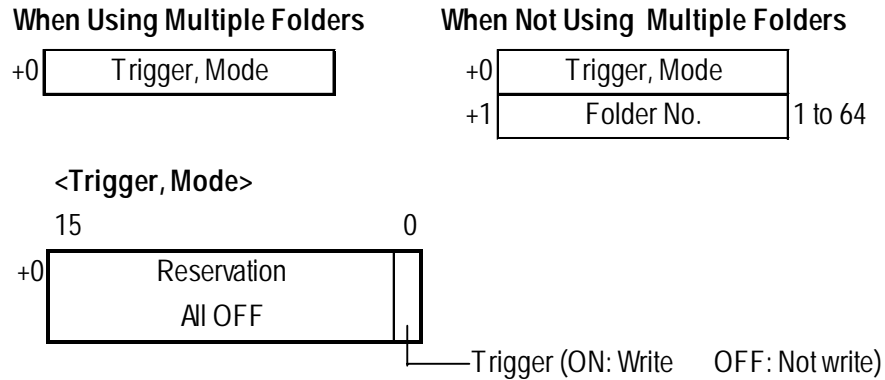 When Using Multiple Folders
When Not Using Multiple Folders
+0 Trigger, Mode
+0 Trigger, Mode
+1 Folder No. 1 to 64
<Trigger, Mode>
15 0
+0 Reservation
All OFF
Trigger (ON: Write OFF: Not write)